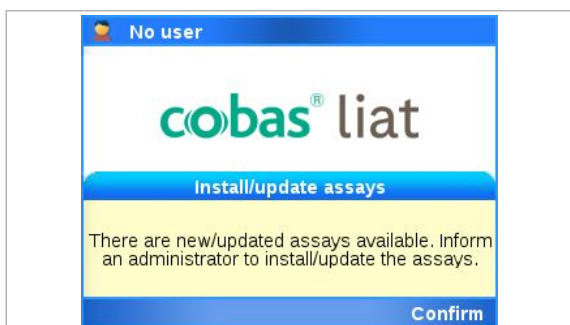 No user
cobas® liat
Install/update assays
There are new/updated assays available. Inform
an administrator to install/update the assays.
Confirm